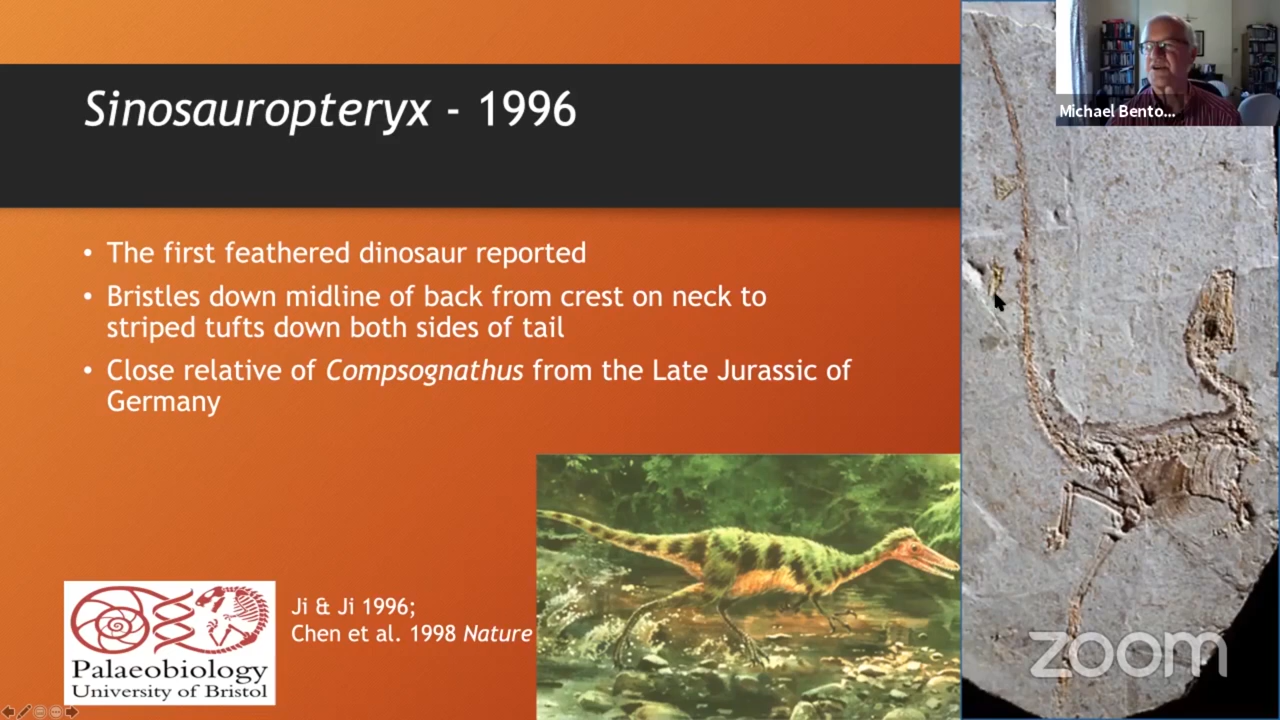 Sinosauropteryx - 1996
Michael Bento...
• The first feathered dinosaur reported
• Bristles down midline of back from crest on neck to
striped tufts down both sides of tail
• Close relative of Compsognathus from the Late Jurassic of
Germany
Ji & Ji 1996;
Chen et al. 1998 Nature
Palaeobiology
University of Bristol
zoom